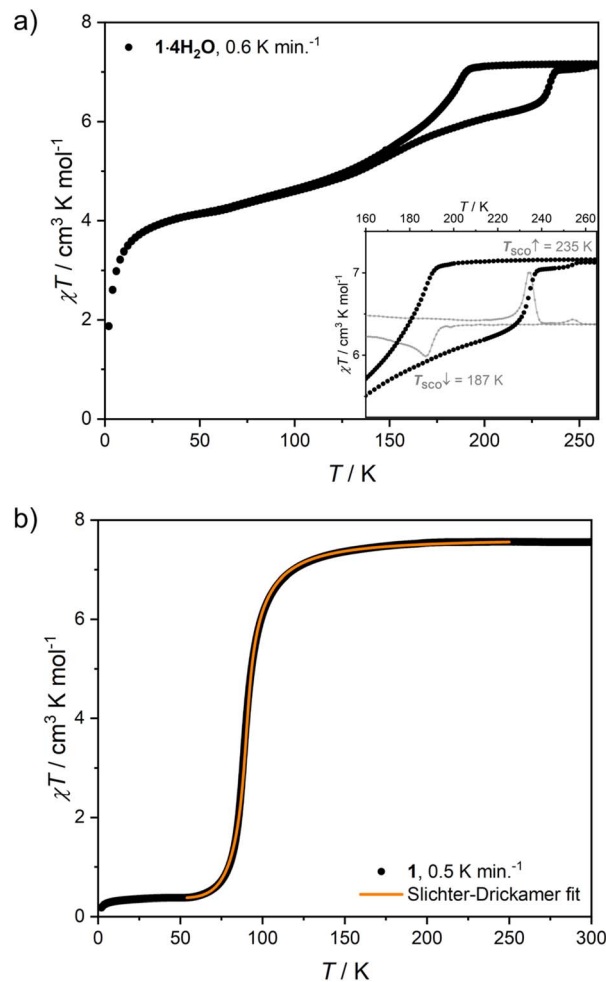 a)
8
● 1·4H₂O, 0.6 K min.⁻¹
6
4
2
0
χT / cm³ K mol⁻¹
T / K
160 180 200 220 240 260
T_SCO↑ = 235 K
7
6
χT / cm³ K mol⁻¹
T_SCO↓ = 187 K
0 50 100 150 200 250
T / K
b)
8
6
4
2
0
χT / cm³ K mol⁻¹
● 1, 0.5 K min.⁻¹
Slichter-Drickamer fit
0 50 100 150 200 250 300
T / K